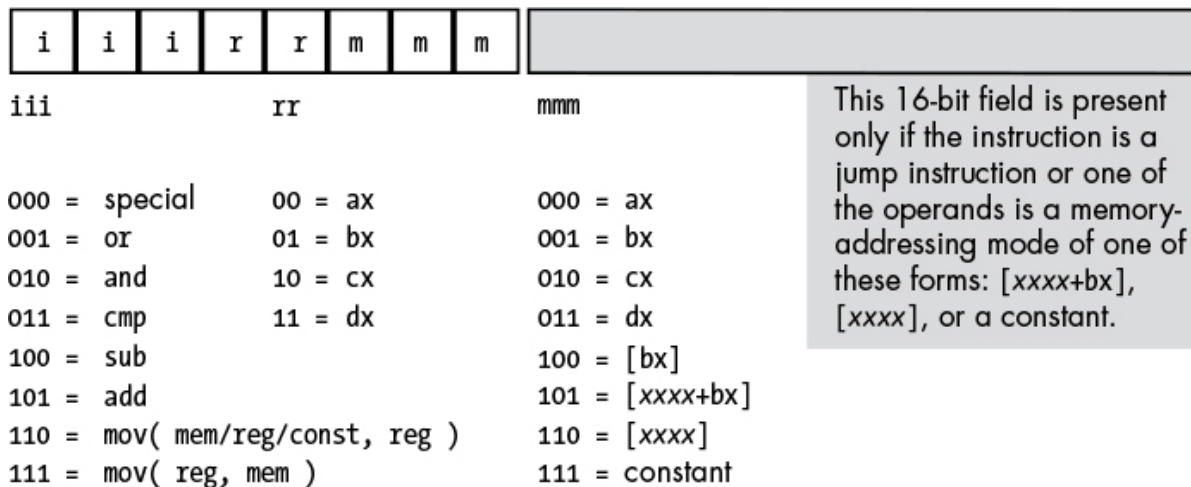 i i i r r m m m
iii rr mmm
000 = special 00 = ax 000 = ax
001 = or 01 = bx 001 = bx
010 = and 10 = cx 010 = cx
011 = cmp 11 = dx 011 = dx
100 = sub 100 = [bx]
101 = add 101 = [xxxx+bx]
110 = mov( mem/reg/const, reg ) 110 = [xxxx]
111 = mov( reg, mem ) 111 = constant
This 16-bit field is present
only if the instruction is a
jump instruction or one of
the operands is a memory-
addressing mode of one of
these forms: [xxxx+bx],
[xxxx], or a constant.